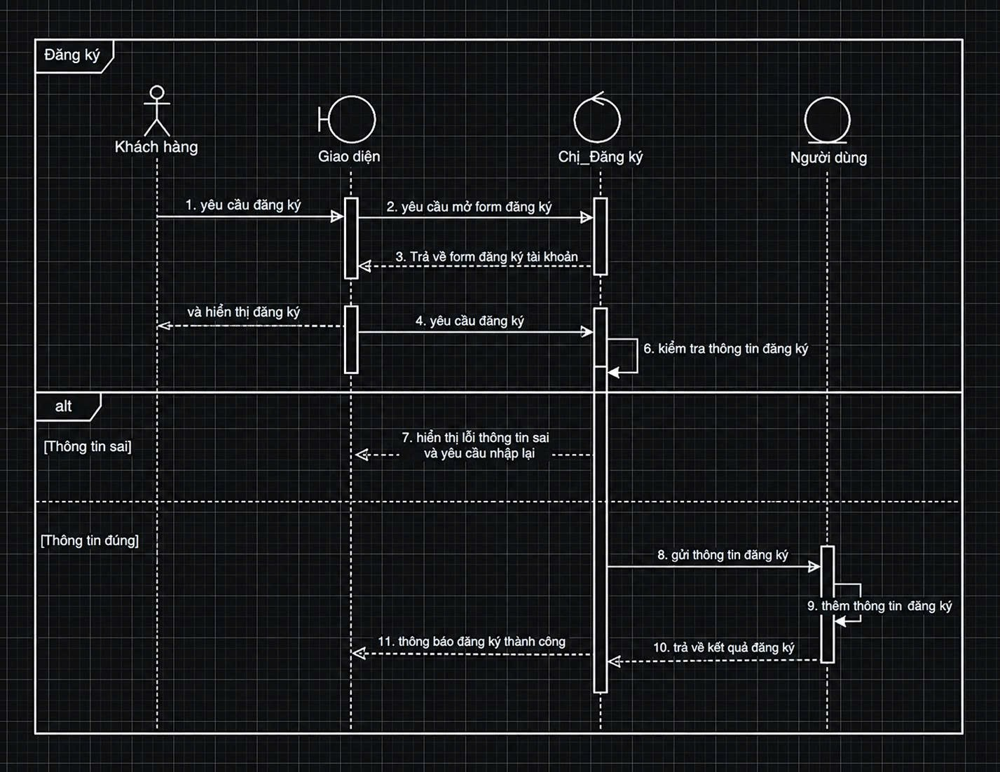 Đăng ký
Khách hàng
Giao diện
Chị_Đăng ký
Người dùng
1. yêu cầu đăng ký
2. yêu cầu mở form đăng ký
3. Trả về form đăng ký tài khoản
và hiển thị đăng ký
4. yêu cầu đăng ký
6. kiểm tra thông tin đăng ký
alt
[Thông tin sai]
7. hiển thị lỗi thông tin sai
và yêu cầu nhập lại
[Thông tin đúng]
8. gửi thông tin đăng ký
9. thêm thông tin đăng ký
11. thông báo đăng ký thành công
10. trả về kết quả đăng ký